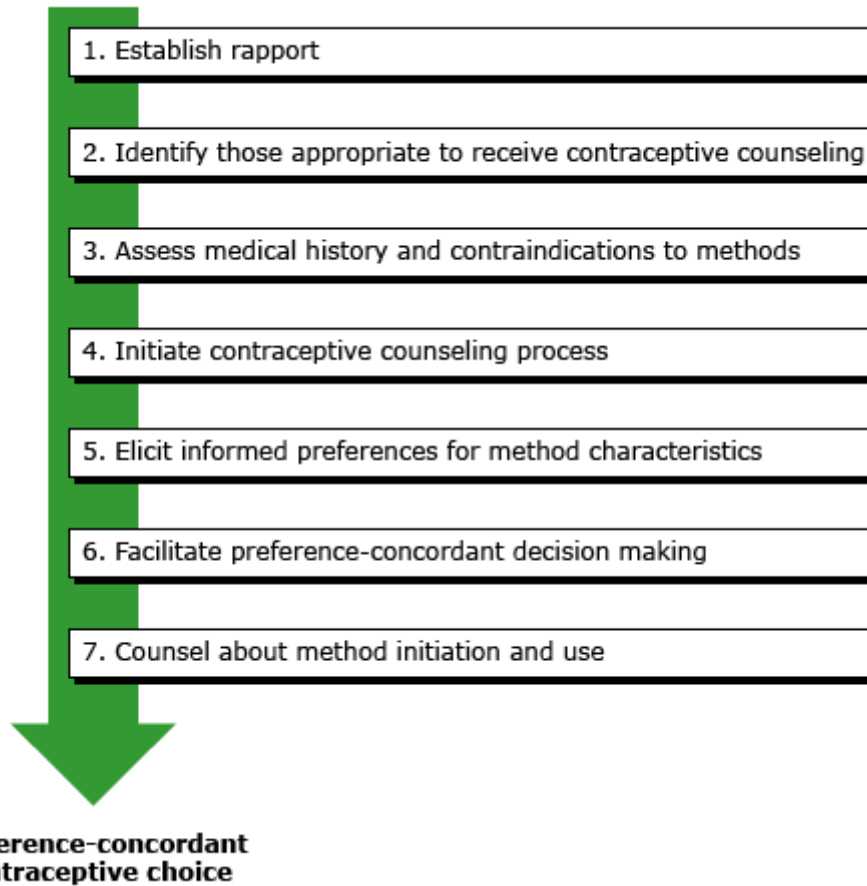 1. Establish rapport
2. Identify those appropriate to receive contraceptive counseling
3. Assess medical history and contraindications to methods
4. Initiate contraceptive counseling process
5. Elicit informed preferences for method characteristics
6. Facilitate preference-concordant decision making
7. Counsel about method initiation and use
erence-concordant
traceptive choice